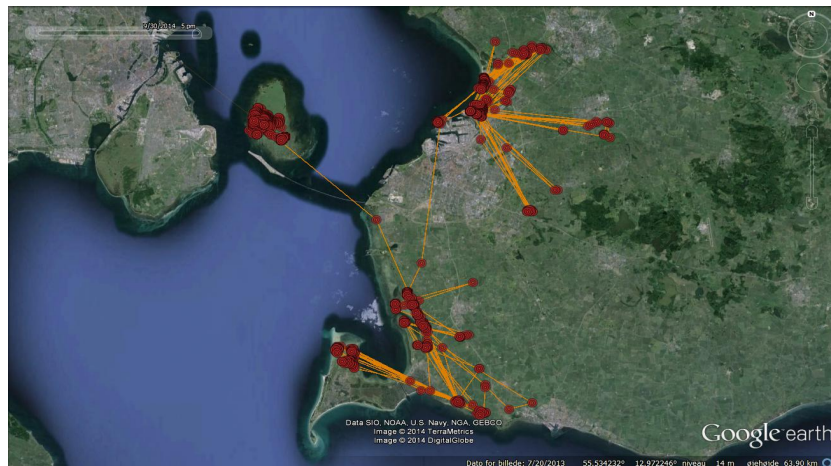 9/30/2014 5 pm
N
Data SIO, NOAA, U.S. Navy, NGA, GEBCO
Image © 2014 TerraMetrics
Image © 2014 DigitalGlobe
Google earth
Dato for billede: 7/20/2013 55.534232° 12.972246° niveau 14 m øjehøjde 63.90 km